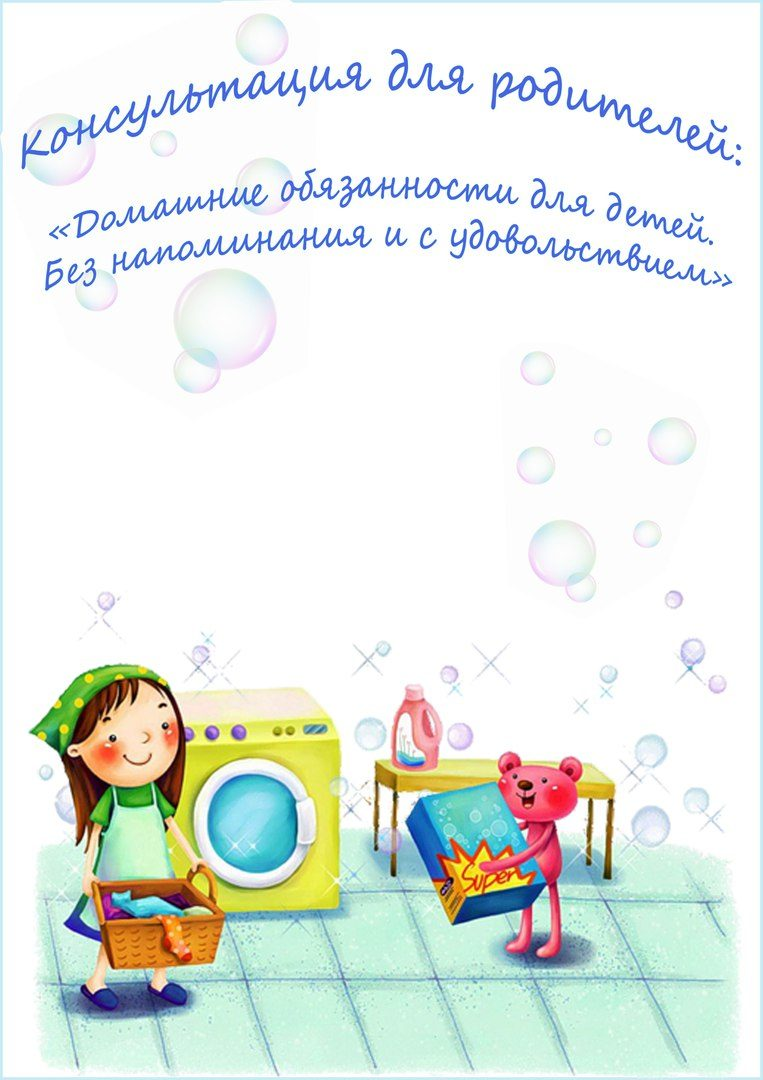 Консультация для родителей:
«Домашние обязанности для детей.
Без напоминания и с удовольствием»
Super